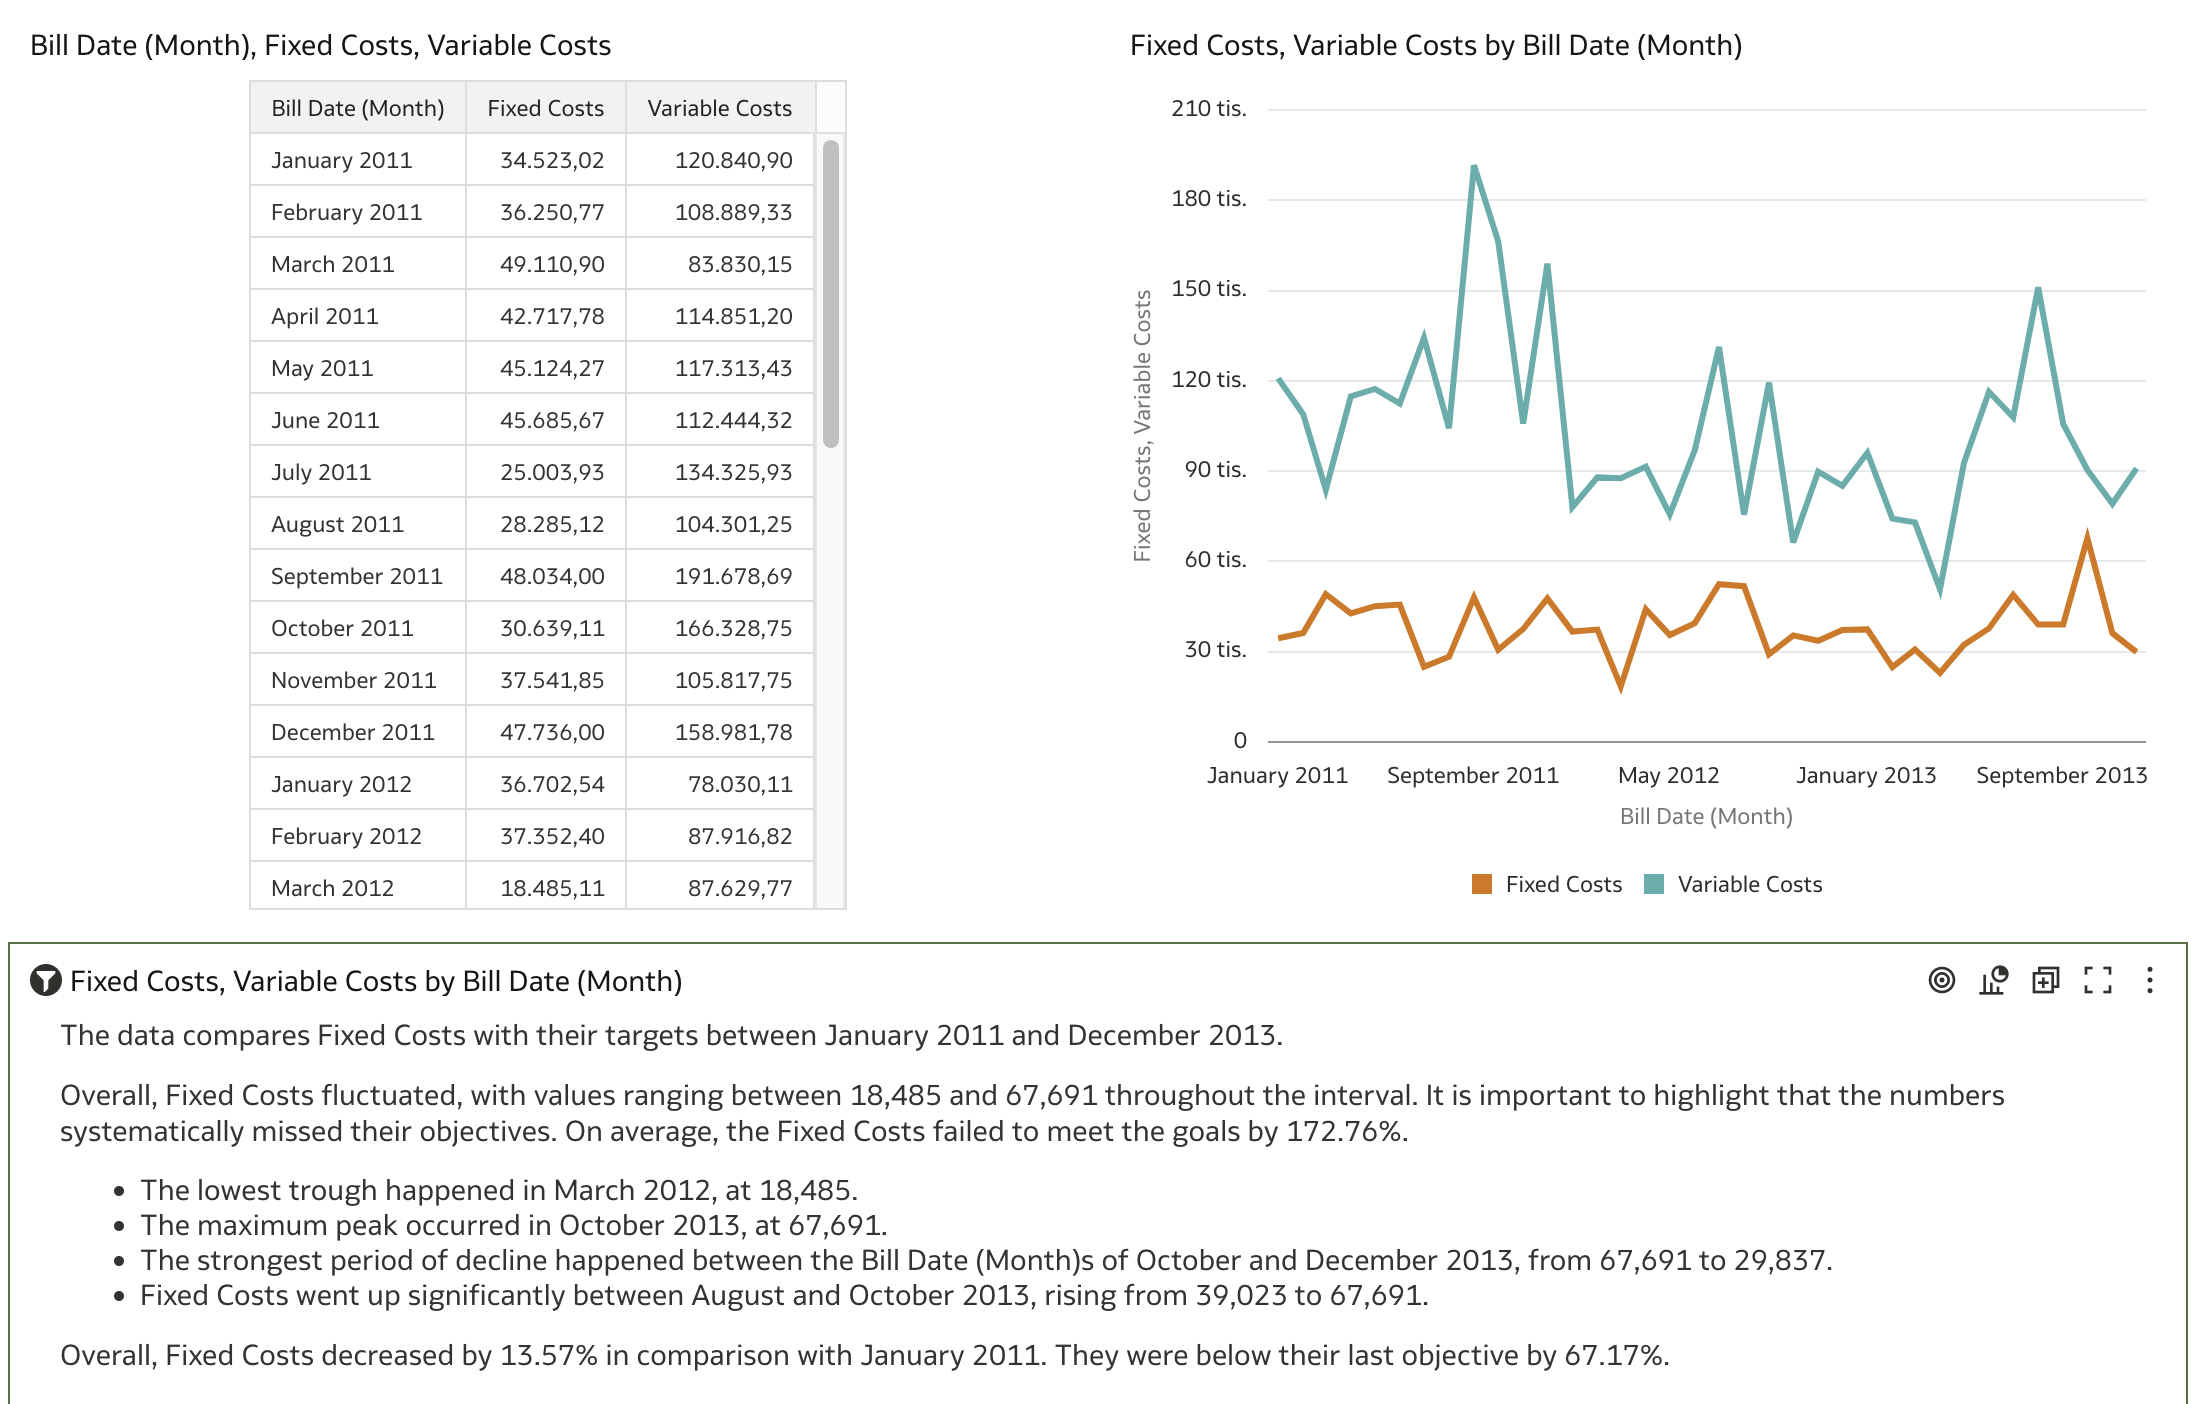 Bill Date (Month), Fixed Costs, Variable Costs
Bill Date (Month) Fixed Costs Variable Costs
January 2011 34.523,02 120.840,90
February 2011 36.250,77 108.889,33
March 2011 49.110,90 83.830,15
April 2011 42.717,78 114.851,20
May 2011 45.124,27 117.313,43
June 2011 45.685,67 112.444,32
July 2011 25.003,93 134.325,93
August 2011 28.285,12 104.301,25
September 2011 48.034,00 191.678,69
October 2011 30.639,11 166.328,75
November 2011 37.541,85 105.817,75
December 2011 47.736,00 158.981,78
January 2012 36.702,54 78.030,11
February 2012 37.352,40 87.916,82
March 2012 18.485,11 87.629,77
Fixed Costs, Variable Costs by Bill Date (Month)
Fixed Costs, Variable Costs
210 tis.
180 tis.
150 tis.
120 tis.
90 tis.
60 tis.
30 tis.
0
January 2011 September 2011 May 2012 January 2013 September 2013
Bill Date (Month)
Fixed Costs Variable Costs
Fixed Costs, Variable Costs by Bill Date (Month)
The data compares Fixed Costs with their targets between January 2011 and December 2013.
Overall, Fixed Costs fluctuated, with values ranging between 18,485 and 67,691 throughout the interval. It is important to highlight that the numbers
systematically missed their objectives. On average, the Fixed Costs failed to meet the goals by 172.76%.
• The lowest trough happened in March 2012, at 18,485.
• The maximum peak occurred in October 2013, at 67,691.
• The strongest period of decline happened between the Bill Date (Month)s of October and December 2013, from 67,691 to 29,837.
• Fixed Costs went up significantly between August and October 2013, rising from 39,023 to 67,691.
Overall, Fixed Costs decreased by 13.57% in comparison with January 2011. They were below their last objective by 67.17%.